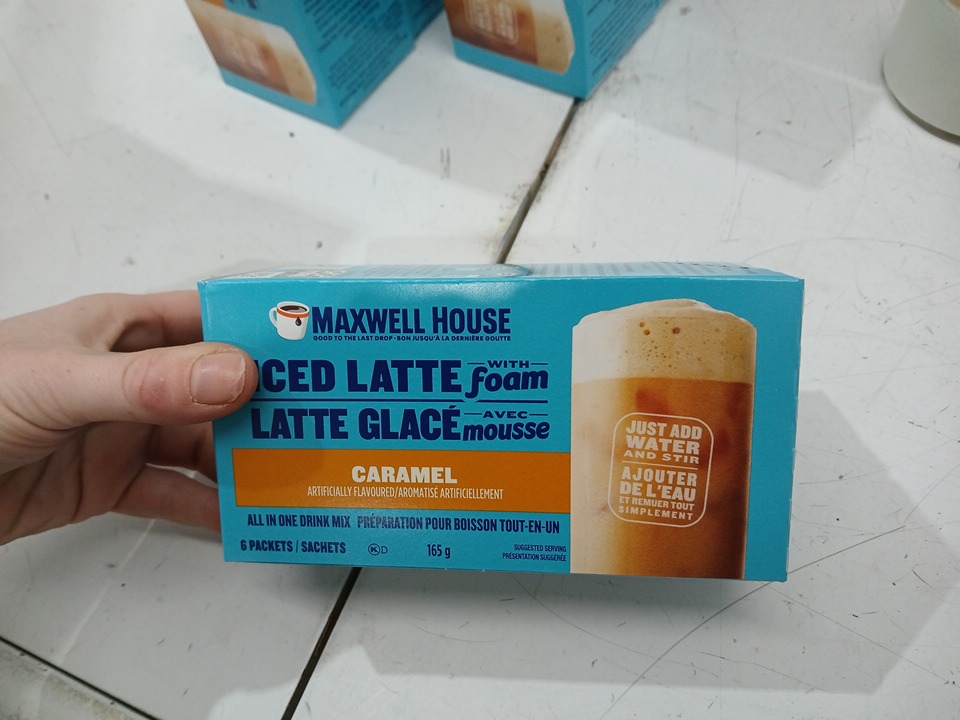 MAXWELL HOUSE
GOOD TO THE LAST DROP • BON JUSQU'À LA DERNIÈRE GOUTTE
ICED LATTE WITH foam
LATTE GLACÉ AVEC mousse
CARAMEL
ARTIFICIALLY FLAVOURED/AROMATISÉ ARTIFICIELLEMENT
ALL IN ONE DRINK MIX PRÉPARATION POUR BOISSON TOUT-EN-UN
6 PACKETS / SACHETS
K D
165 g
SUGGESTED SERVING
PRÉSENTATION SUGGÉRÉE
JUST ADD
WATER
AND STIR
AJOUTER
DE L'EAU
ET REMUER TOUT
SIMPLEMENT